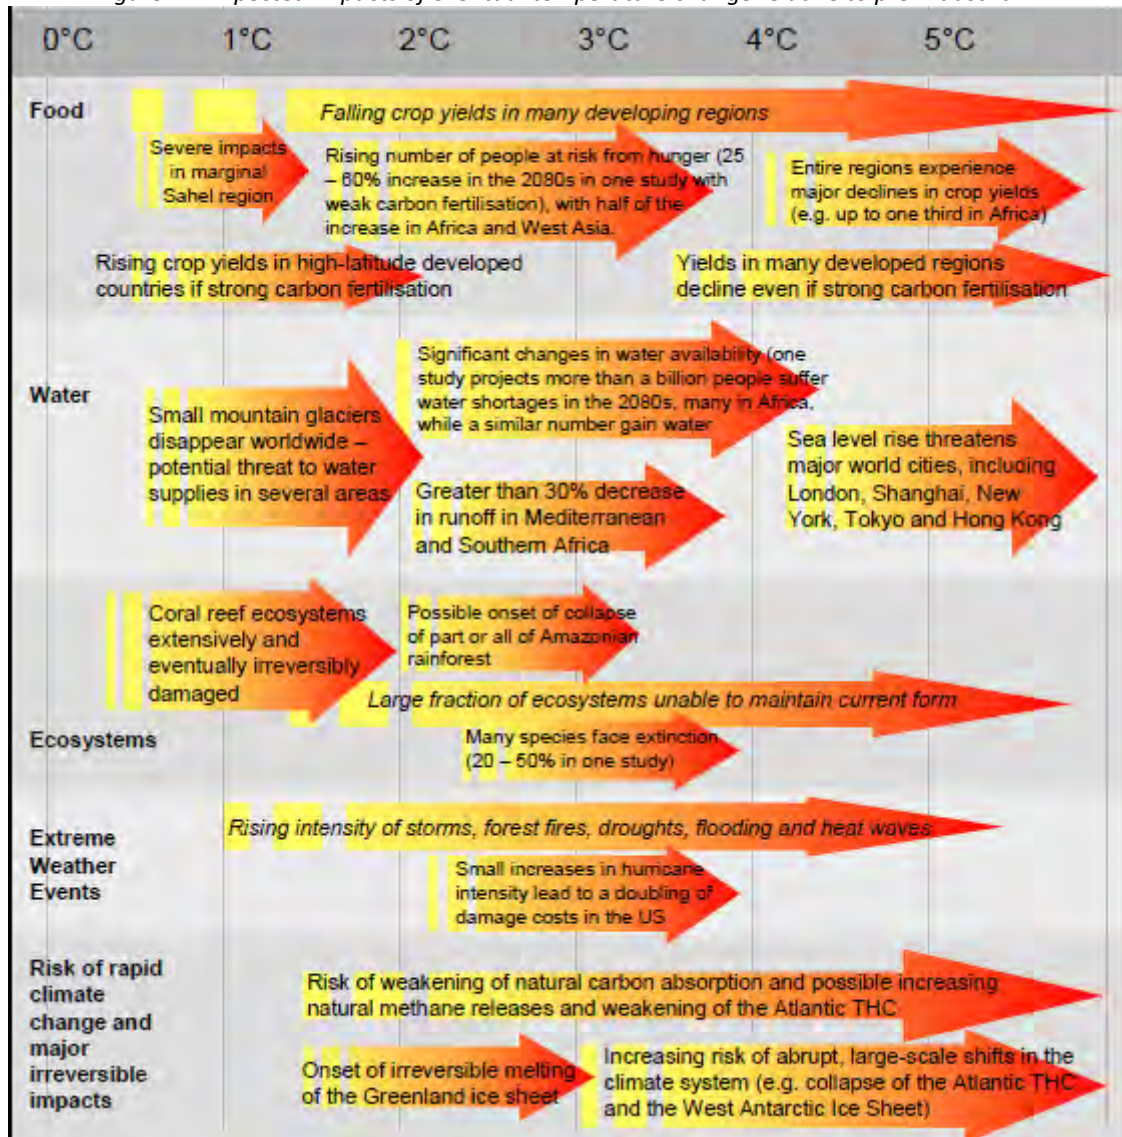 0°C 1°C 2°C 3°C 4°C 5°C
Food
Falling crop yields in many developing regions
Severe impacts
in marginal
Sahel region
Rising number of people at risk from hunger (25
– 60% increase in the 2080s in one study with
weak carbon fertilisation), with half of the
increase in Africa and West Asia.
Entire regions experience
major declines in crop yields
(e.g. up to one third in Africa)
Rising crop yields in high-latitude developed
countries if strong carbon fertilisation
Yields in many developed regions
decline even if strong carbon fertilisation
Water
Significant changes in water availability (one
study projects more than a billion people suffer
water shortages in the 2080s, many in Africa,
while a similar number gain water
Small mountain glaciers
disappear worldwide –
potential threat to water
supplies in several areas
Greater than 30% decrease
in runoff in Mediterranean
and Southern Africa
Sea level rise threatens
major world cities, including
London, Shanghai, New
York, Tokyo and Hong Kong
Coral reef ecosystems
extensively and
eventually irreversibly
damaged
Possible onset of collapse
of part or all of Amazonian
rainforest
Large fraction of ecosystems unable to maintain current form
Ecosystems
Many species face extinction
(20 – 50% in one study)
Rising intensity of storms, forest fires, droughts, flooding and heat waves
Extreme
Weather
Events
Small increases in hurricane
intensity lead to a doubling of
damage costs in the US
Risk of rapid
climate
change and
major
irreversible
impacts
Risk of weakening of natural carbon absorption and possible increasing
natural methane releases and weakening of the Atlantic THC
Onset of irreversible melting
of the Greenland ice sheet
Increasing risk of abrupt, large-scale shifts in the
climate system (e.g. collapse of the Atlantic THC
and the West Antarctic Ice Sheet)